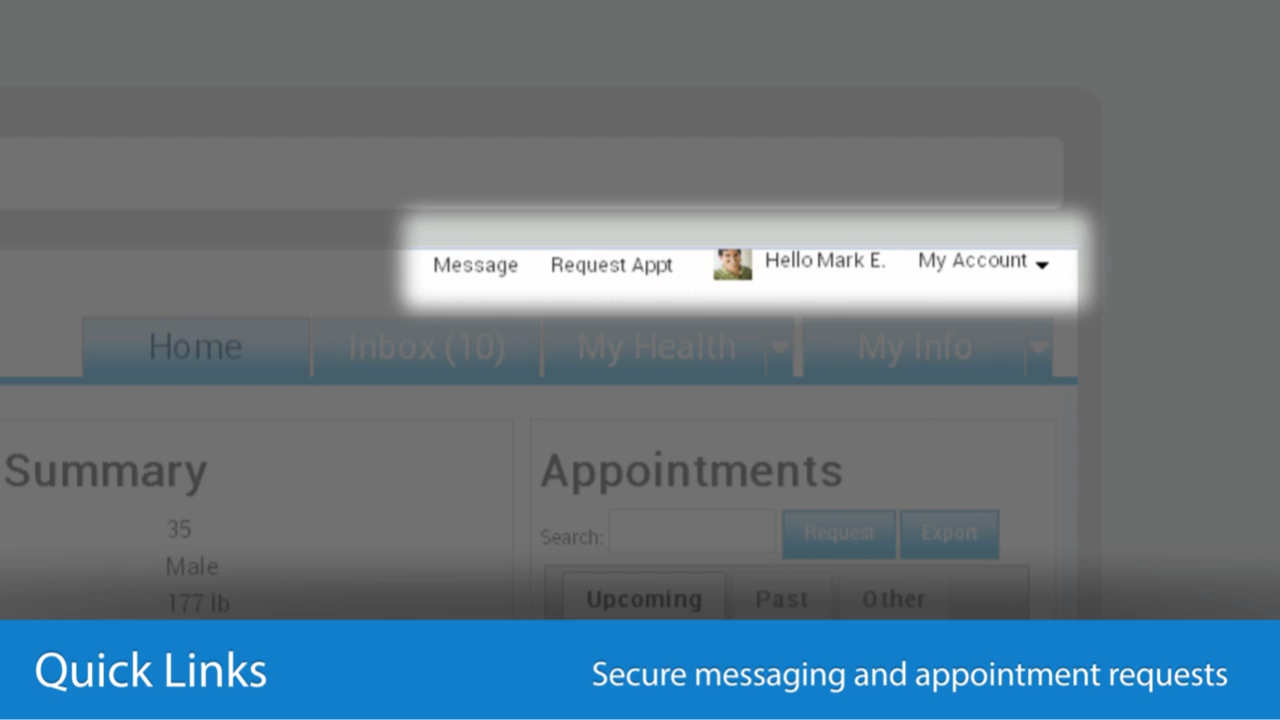 Message Request Appt Hello Mark E. My Account
Home Inbox (10) My Health My Info
Summary
35
Male
177 lb
Appointments
Search: Request Export
Upcoming Past Other
Quick Links
Secure messaging and appointment requests